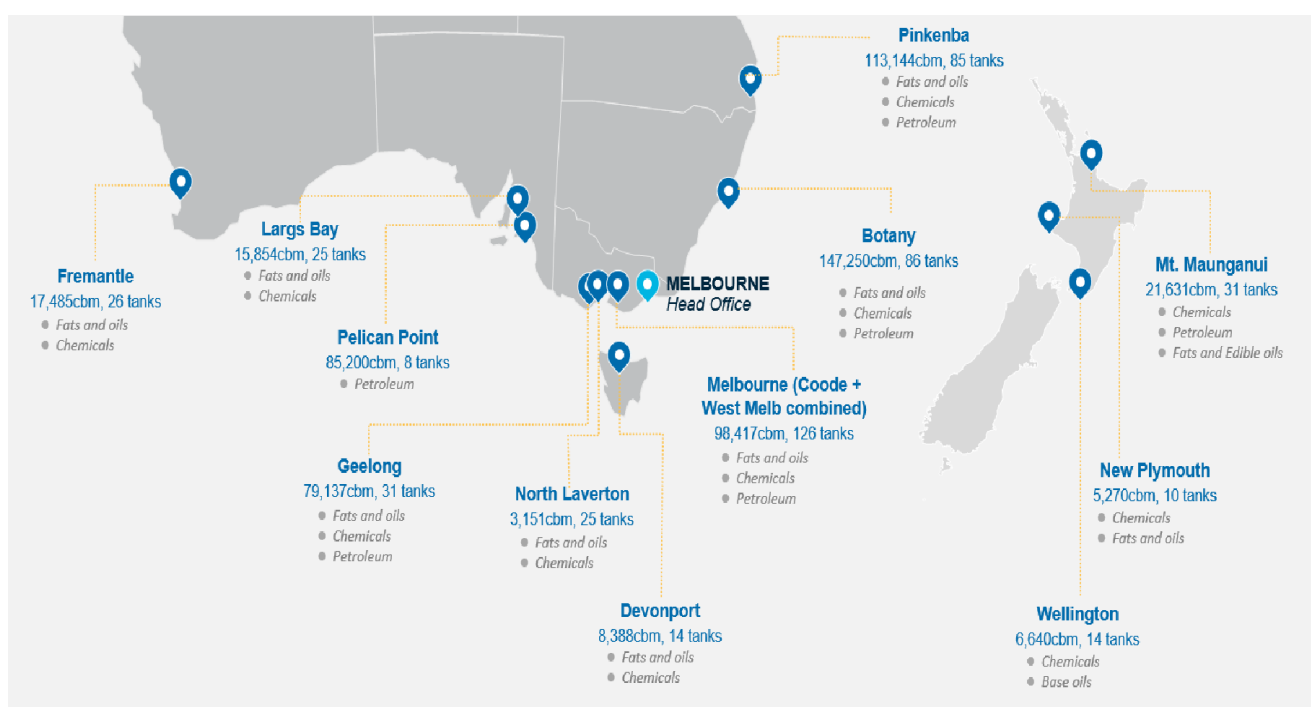 Pinkenba
113,144cbm, 85 tanks
Fats and oils
Chemicals
Petroleum
Fremantle
17,485cbm, 26 tanks
Fats and oils
Chemicals
Largs Bay
15,854cbm, 25 tanks
Fats and oils
Chemicals
Pelican Point
85,200cbm, 8 tanks
Petroleum
MELBOURNE
Head Office
Botany
147,250cbm, 86 tanks
Fats and oils
Chemicals
Petroleum
Mt. Maunganui
21,631cbm, 31 tanks
Chemicals
Petroleum
Fats and Edible oils
Melbourne (Coode +
West Melb combined)
98,417cbm, 126 tanks
Fats and oils
Chemicals
Petroleum
Geelong
79,137cbm, 31 tanks
Fats and oils
Chemicals
Petroleum
North Laverton
3,151cbm, 25 tanks
Fats and oils
Chemicals
New Plymouth
5,270cbm, 10 tanks
Chemicals
Fats and oils
Devonport
8,388cbm, 14 tanks
Fats and oils
Chemicals
Wellington
6,640cbm, 14 tanks
Chemicals
Base oils